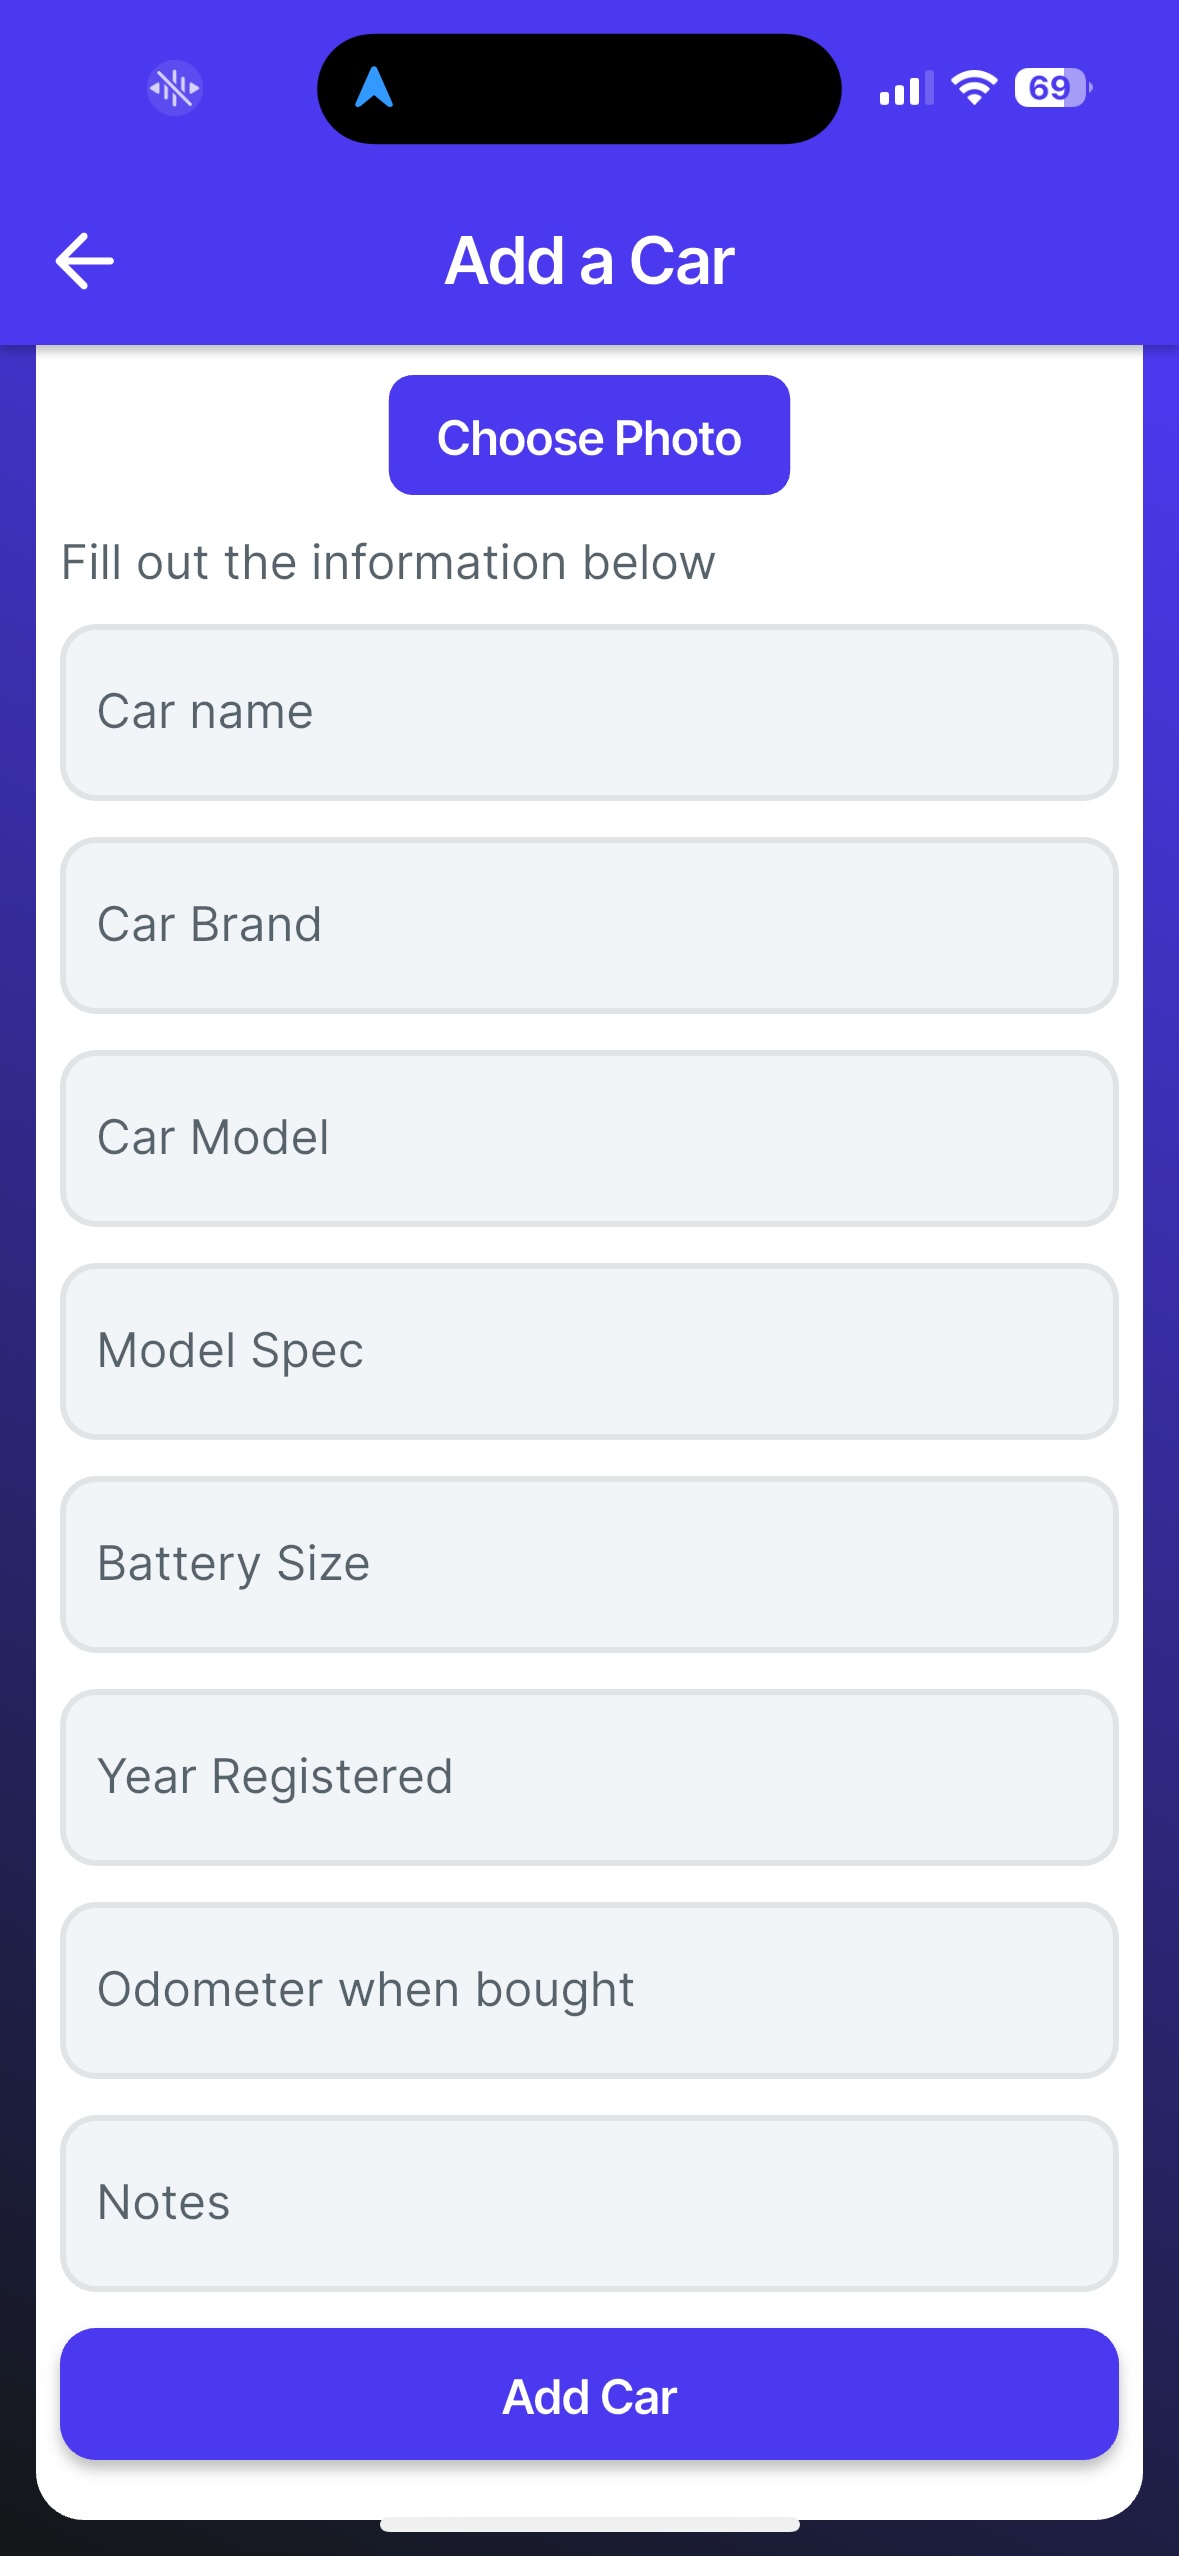 69
Add a Car
Choose Photo
Fill out the information below
Car name
Car Brand
Car Model
Model Spec
Battery Size
Year Registered
Odometer when bought
Notes
Add Car